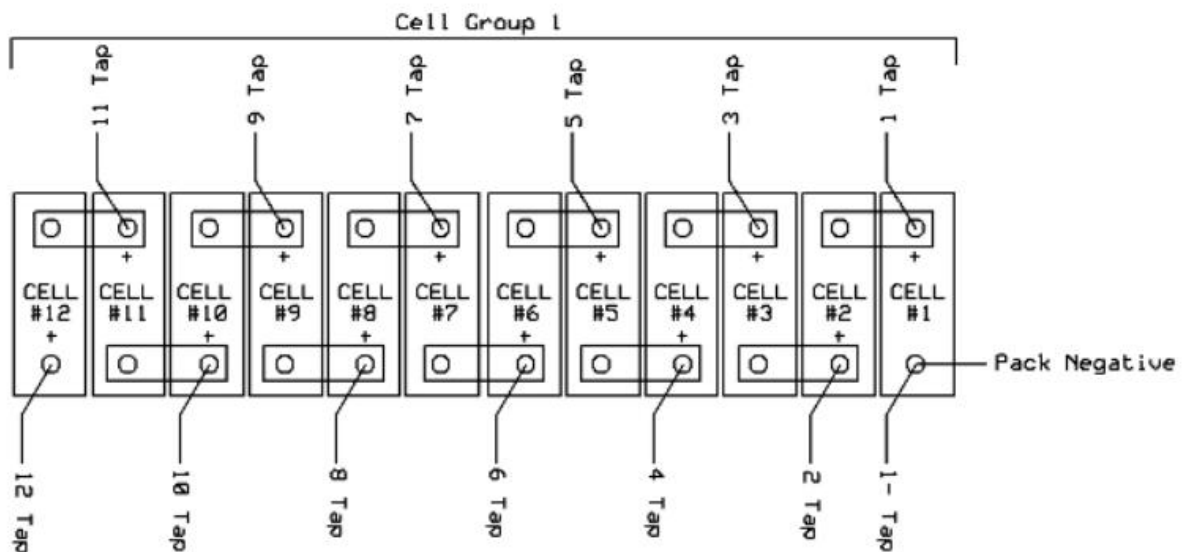 Cell Group 1
11 Tap
9 Tap
7 Tap
5 Tap
3 Tap
1 Tap
+ + + + + +
CELL CELL CELL CELL CELL CELL CELL CELL CELL CELL CELL CELL
#12 #11 #10 #9 #8 #7 #6 #5 #4 #3 #2 #1
+ + + + + +
Pack Negative
12 Tap
10 Tap
8 Tap
6 Tap
4 Tap
2 Tap
1- Tap